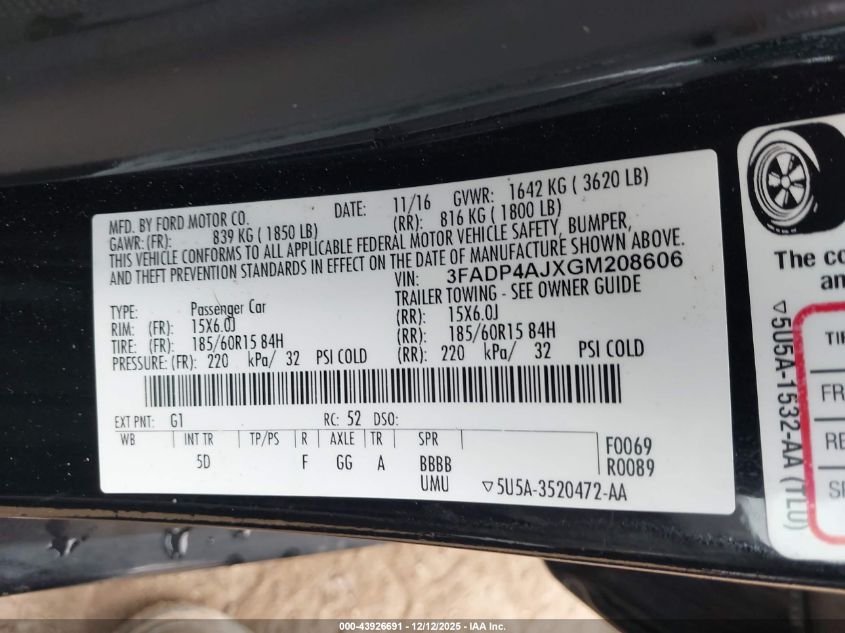 MFD. BY FORD MOTOR CO. DATE: 11/16 GVWR: 1642 KG ( 3620 LB)
GAWR: (FR): 839 KG ( 1850 LB) (RR): 816 KG ( 1800 LB)
THIS VEHICLE CONFORMS TO ALL APPLICABLE FEDERAL MOTOR VEHICLE SAFETY, BUMPER,
AND THEFT PREVENTION STANDARDS IN EFFECT ON THE DATE OF MANUFACTURE SHOWN ABOVE.
VIN: 3FADP4AJXGM208606
TYPE: Passenger Car TRAILER TOWING - SEE OWNER GUIDE
RIM: (FR): 15X6.0J (RR): 15X6.0J
TIRE: (FR): 185/60R15 84H (RR): 185/60R15 84H
PRESSURE: (FR): 220 kPa/ 32 PSI COLD (RR): 220 kPa/ 32 PSI COLD
EXT PNT: G1 RC: 52 DSO:
WB INT TR TP/PS R AXLE TR SPR F0069
5D F GG A BBBB R0089
UMU ▽5U5A-3520472-AA
The co
an
▽5U5A-1532-AA (TLU)
TIR
FR
RE
SP
000-43926691 - 12/12/2025 - IAA Inc.